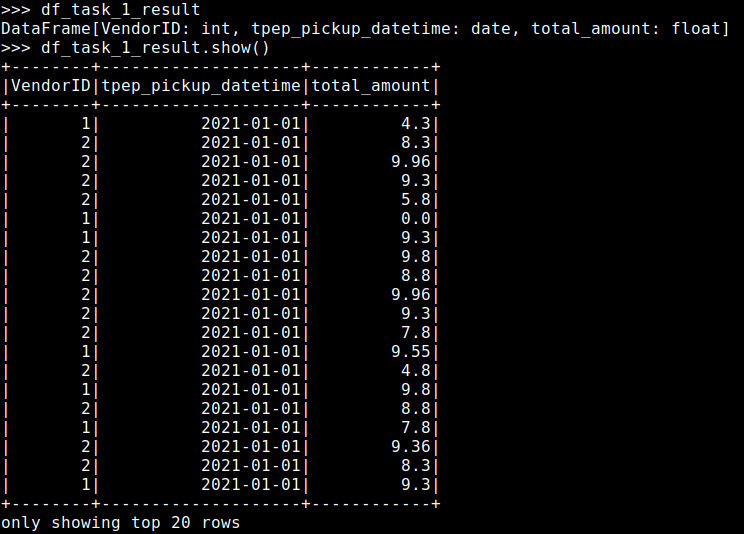 >>> df_task_1_result
DataFrame[VendorID: int, tpep_pickup_datetime: date, total_amount: float]
>>> df_task_1_result.show()
+--------+--------------------+------------+
|VendorID|tpep_pickup_datetime|total_amount|
+--------+--------------------+------------+
|       1|          2021-01-01|         4.3|
|       2|          2021-01-01|         8.3|
|       2|          2021-01-01|        9.96|
|       2|          2021-01-01|         9.3|
|       2|          2021-01-01|         5.8|
|       1|          2021-01-01|         0.0|
|       1|          2021-01-01|         9.3|
|       2|          2021-01-01|         9.8|
|       2|          2021-01-01|         8.8|
|       2|          2021-01-01|        9.96|
|       2|          2021-01-01|         9.3|
|       2|          2021-01-01|         7.8|
|       1|          2021-01-01|        9.55|
|       2|          2021-01-01|         4.8|
|       1|          2021-01-01|         9.8|
|       2|          2021-01-01|         8.8|
|       1|          2021-01-01|         7.8|
|       2|          2021-01-01|        9.36|
|       2|          2021-01-01|         8.3|
|       1|          2021-01-01|         9.3|
+--------+--------------------+------------+
only showing top 20 rows